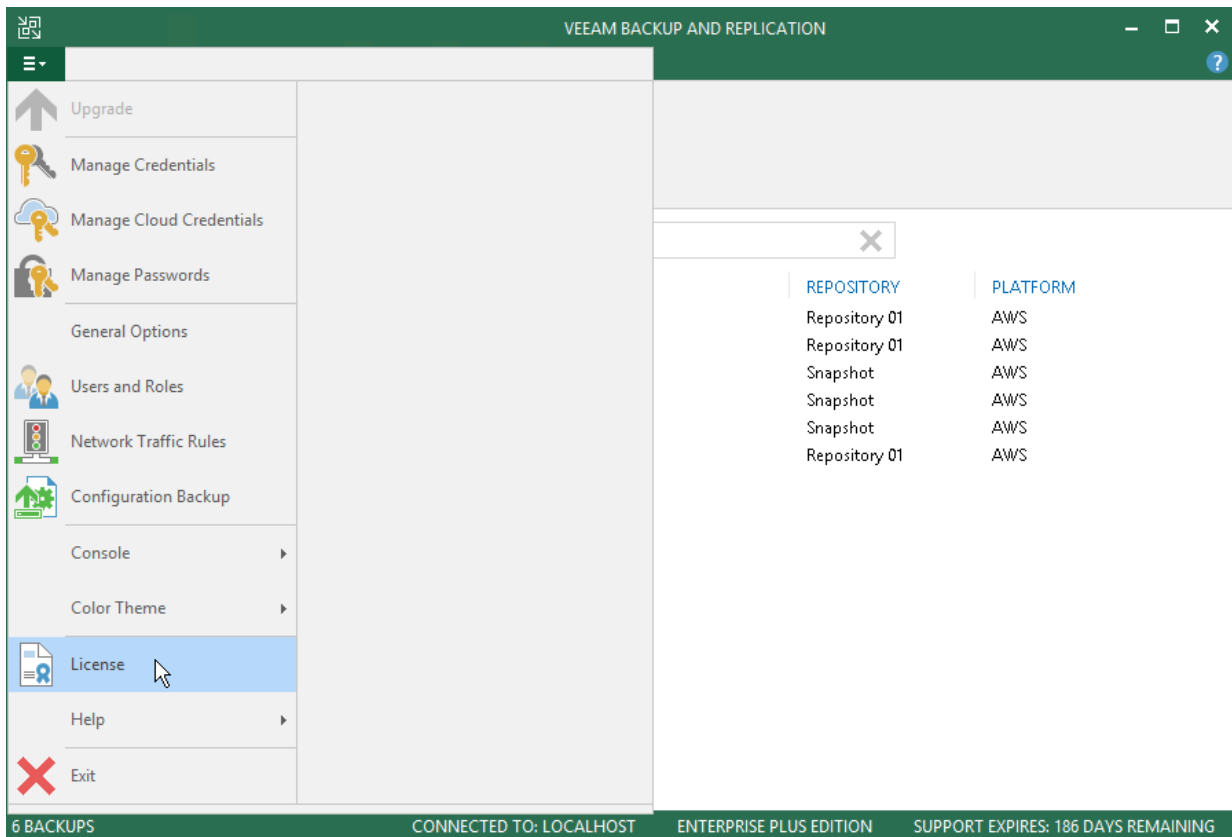 VEEAM BACKUP AND REPLICATION
?
Upgrade
Manage Credentials
Manage Cloud Credentials
Manage Passwords
General Options
Users and Roles
Network Traffic Rules
Configuration Backup
Console
Color Theme
License
Help
Exit
REPOSITORY PLATFORM
Repository 01 AWS
Repository 01 AWS
Snapshot AWS
Snapshot AWS
Snapshot AWS
Repository 01 AWS
6 BACKUPS CONNECTED TO: LOCALHOST ENTERPRISE PLUS EDITION SUPPORT EXPIRES: 186 DAYS REMAINING